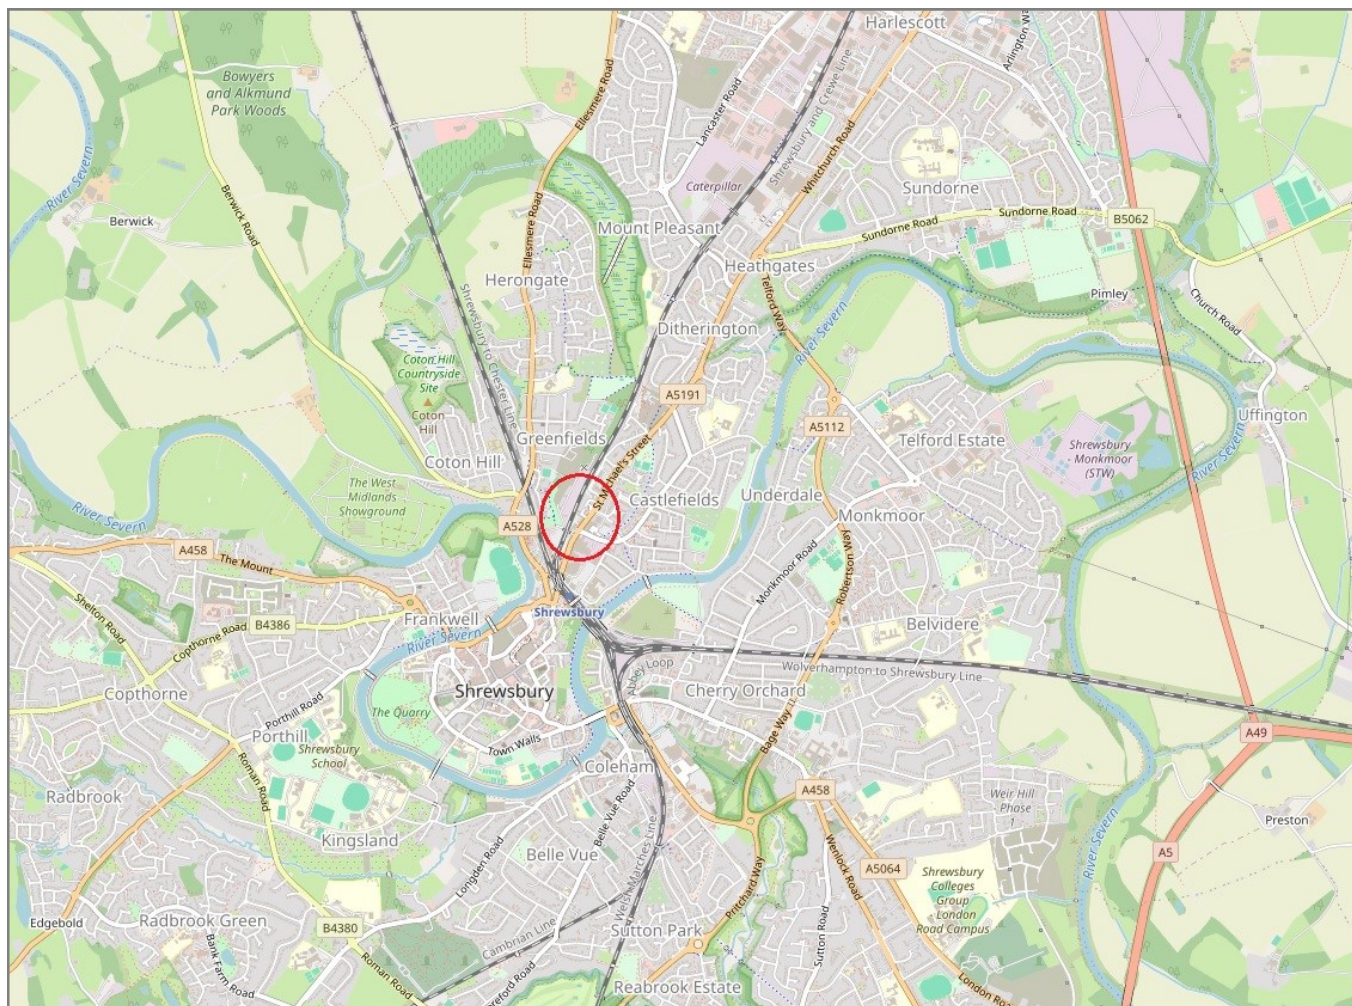 Harlescott
Arlington Wa
Bowyers
and Alkmund
Park Woods
Ellesmere Road
Lancaster Road
Shrewsbury and Crewe Line
Whitchurch Road
Caterpillar
Sundorne
River Severn
Berwick
Berwick Road
Ellesmere Road
Mount Pleasant
Sundorne Road
Sundorne Road
B5062
Heathgates
Herongate
Telford Way
Pimley
Church Road
Shrewsbury to Chester Line
Ditherington
River Severn
Coton Hill
Countryside
Site
Coton
Hill
A5191
Uffington
Greenfields
A5112
Telford Estate
Shrewsbury
- Monkmoor
(STW)
River Severn
Coton Hill
St Michael's Street
The West
Midlands
Showground
Castlefields
Underdale
Monkmoor
River Severn
A528
A458
The Mount
Monkmoor Road
Robertson Way
Shelton Road
Shrewsbury
Frankwell
B4386
Copthorne Road
River Severn
Belvidere
Abbey Loop
Wolverhampton to Shrewsbury Line
Copthorne
Shrewsbury
Cherry Orchard
The Quarry
Porthill Road
Porthill
Town Walls
Bage Way
A49
Shrewsbury
School
Coleham
Roman Road
Radbrook
A458
Weir Hill
Phase
1
Preston
Kingsland
Belle Vue Road
Belle Vue
Longden Road
Welsh Marches Line
River Severn
A5
Wenlock Road
A5064
Shrewsbury
Colleges
Group
London
Road Campus
Pritchard Way
Edgebold
Radbrook Green
B4380
Cambrian Line
Sutton Park
Sutton Road
Bank Farm Road
Roman Road
ereford Road
Reabrook Estate
London Road